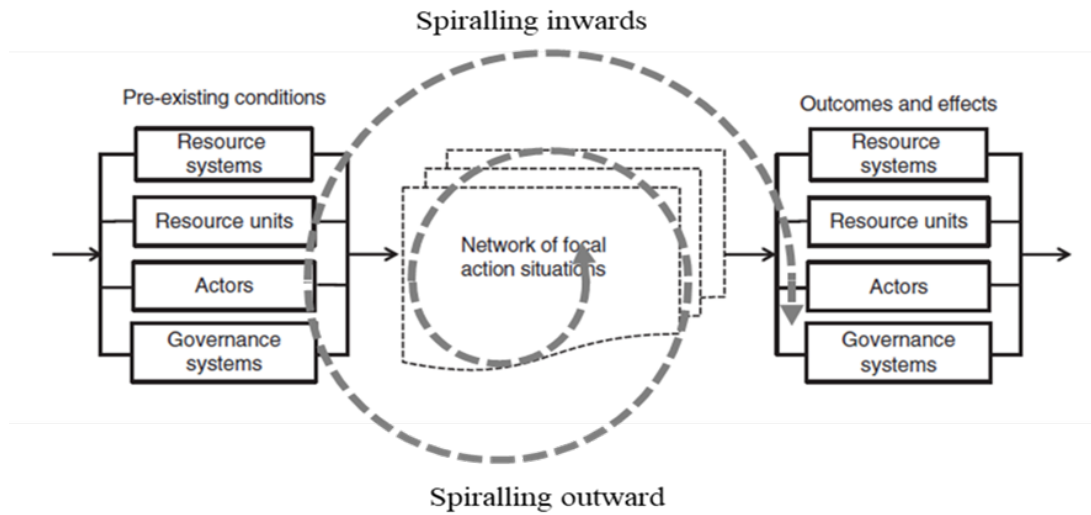 Spiralling inwards
Pre-existing conditions
Resource
systems
Resource units
Actors
Governance
systems
Network of focal
action situations
Outcomes and effects
Resource
systems
Resource units
Actors
Governance
systems
Spiralling outward